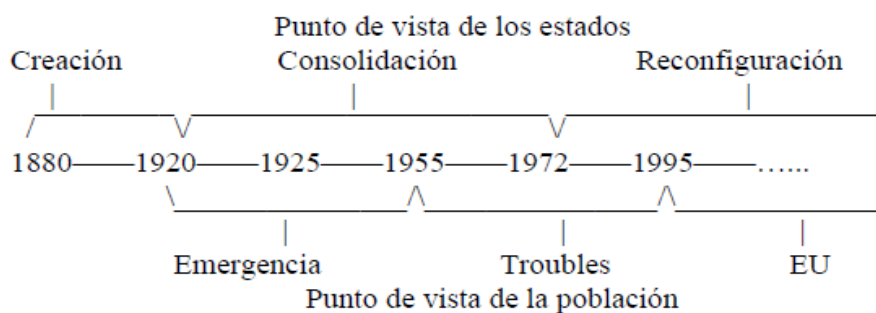 Punto de vista de los estados
Creación Consolidación Reconfiguración
1880——1920——1925——1955——1972——1995——…...
Emergencia Troubles EU
Punto de vista de la población